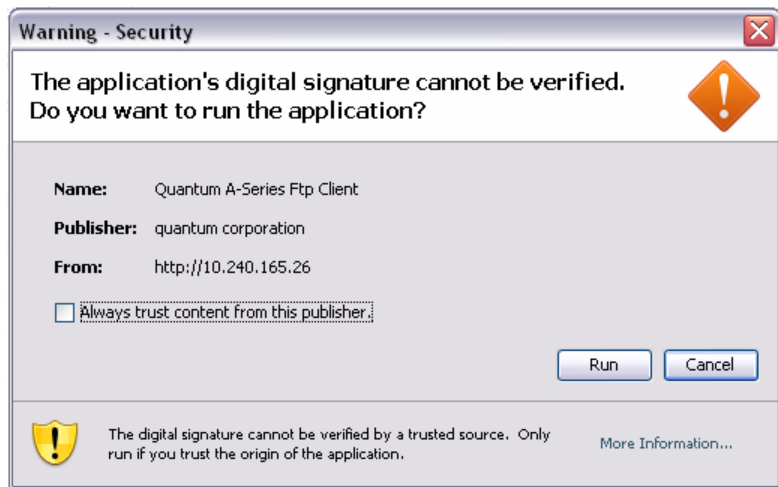 Warning - Security
The application's digital signature cannot be verified.
Do you want to run the application?
Name: Quantum A-Series Ftp Client
Publisher: quantum corporation
From: http://10.240.165.26
Always trust content from this publisher.
Run Cancel
The digital signature cannot be verified by a trusted source. Only
run if you trust the origin of the application.
More Information...